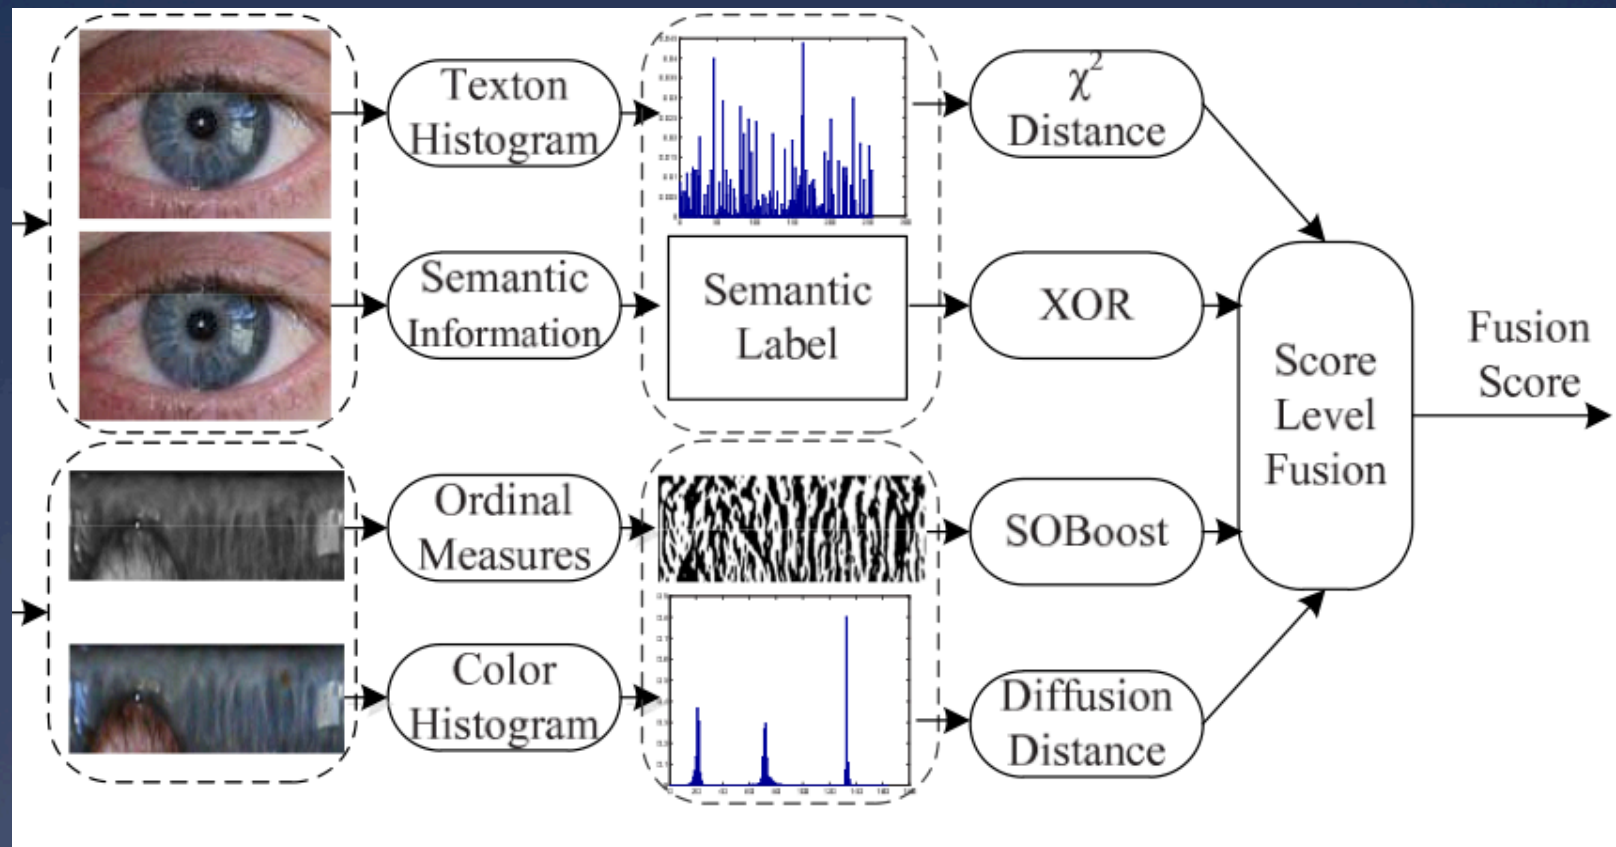 Texton
Histogram
χ²
Distance
Semantic
Information
Semantic
Label
XOR
Score
Level
Fusion
Fusion
Score
Ordinal
Measures
SOBoost
Color
Histogram
Diffusion
Distance